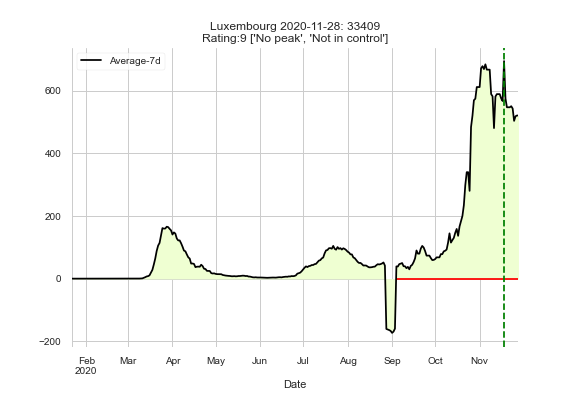 Luxembourg 2020-11-28: 33409
Rating:9 ['No peak', 'Not in control']
Average-7d
600
400
200
0
−200
Feb Mar Apr May Jun Jul Aug Sep Oct Nov
2020
Date